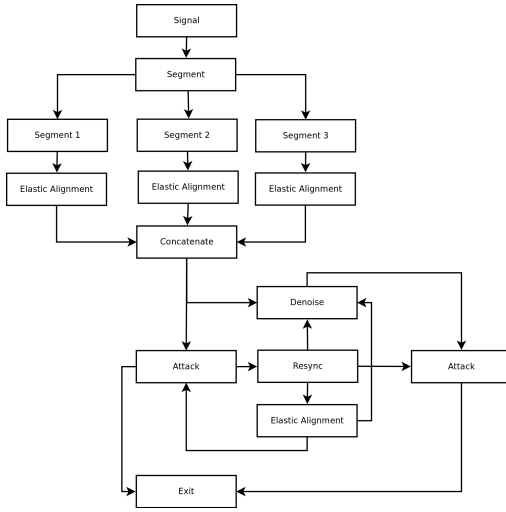 Signal
Segment
Segment 1
Segment 2
Segment 3
Elastic Alignment
Elastic Alignment
Elastic Alignment
Concatenate
Denoise
Attack
Resync
Attack
Elastic Alignment
Exit